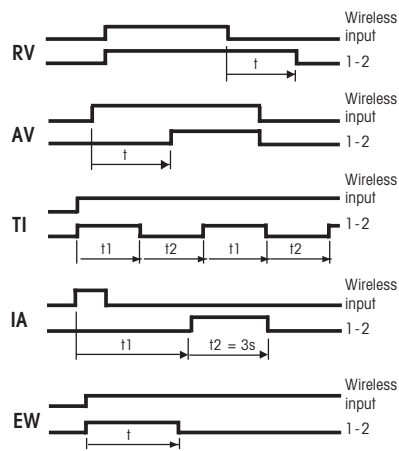 Wireless
input
RV
1-2
t
Wireless
input
AV
1-2
t
Wireless
input
TI
1-2
t1 t2 t1 t2
Wireless
input
IA
1-2
t1 t2 = 3s
Wireless
input
EW
1-2
t